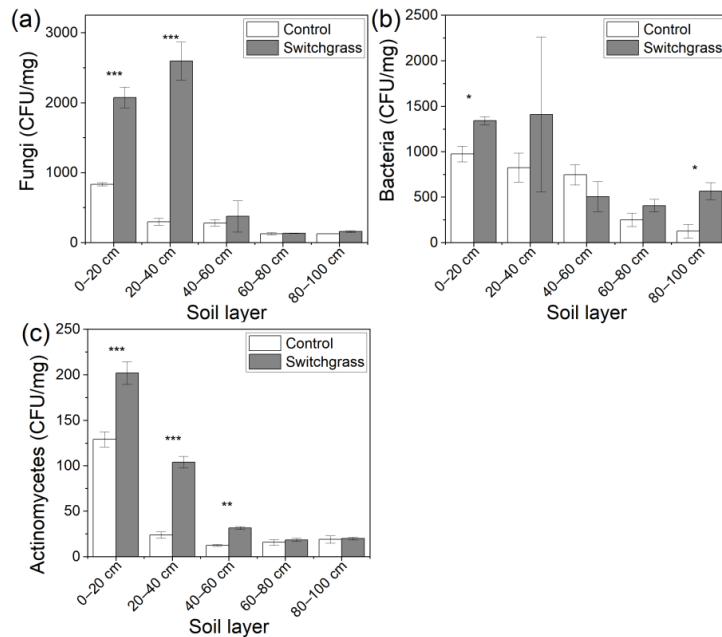 (a)
Control
Switchgrass
3000
2000
1000
0
Fungi (CFU/mg)
***
***
0–20 cm
20–40 cm
40–60 cm
60–80 cm
80–100 cm
Soil layer
(b)
Control
Switchgrass
2500
2000
1500
1000
500
0
Bacteria (CFU/mg)
*
*
0–20 cm
20–40 cm
40–60 cm
60–80 cm
80–100 cm
Soil layer
(c)
Control
Switchgrass
250
200
150
100
50
0
Actinomycetes (CFU/mg)
***
***
**
0–20 cm
20–40 cm
40–60 cm
60–80 cm
80–100 cm
Soil layer